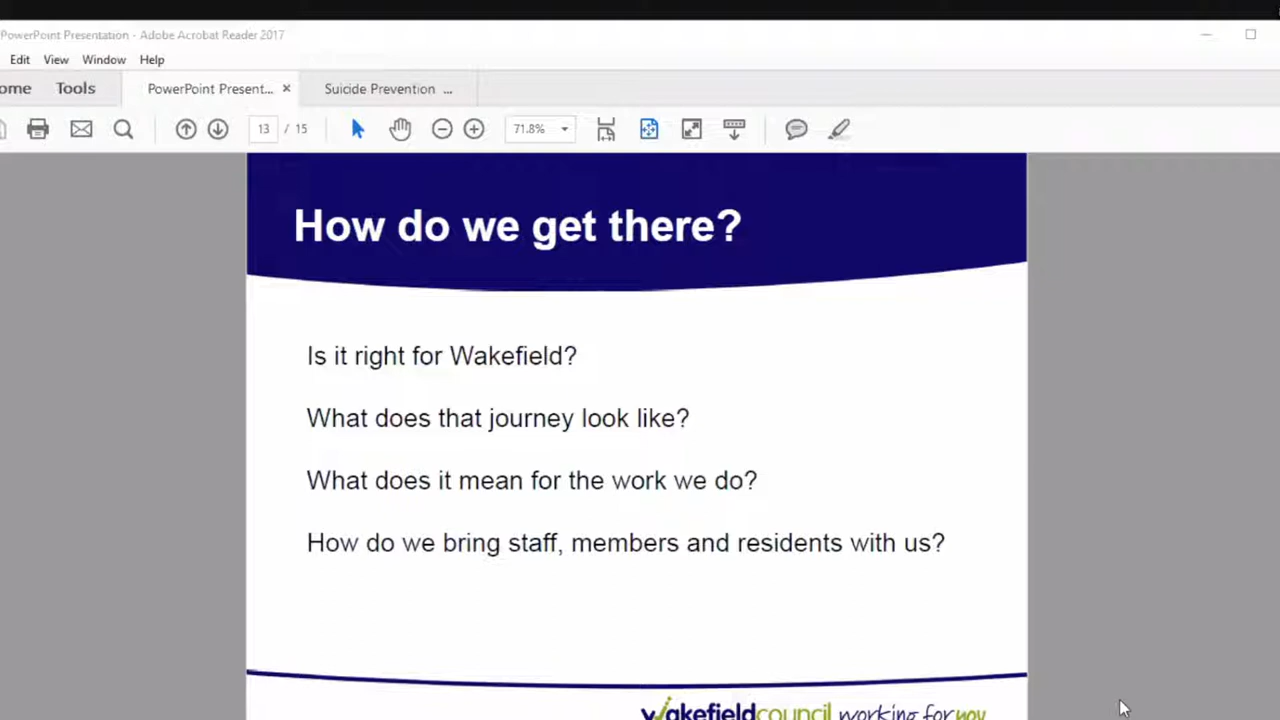 PowerPoint Presentation - Adobe Acrobat Reader 2017
Edit View Window Help
ome Tools PowerPoint Present... × Suicide Prevention ...
13 / 15 71.8%
How do we get there?
Is it right for Wakefield?
What does that journey look like?
What does it mean for the work we do?
How do we bring staff, members and residents with us?
wakefieldcouncil working for you